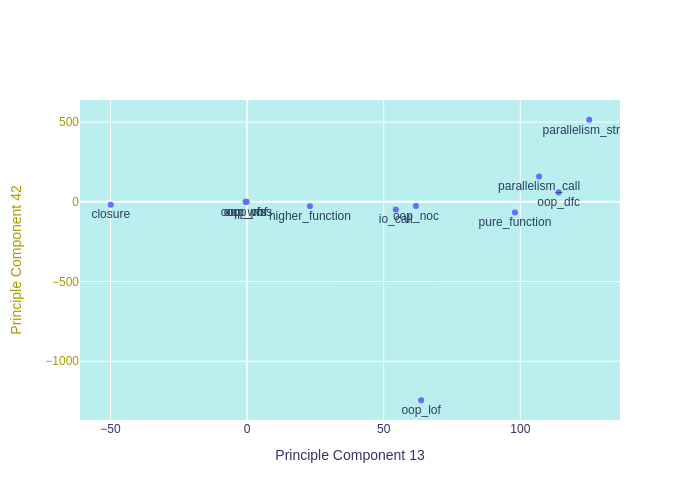 500
0
−500
−1000
Principle Component 42
parallelism_str
parallelism_call
oop_dfc
pure_function
closure
higher_function
io_call
oop_noc
oop_lof
−50
0
50
100
Principle Component 13